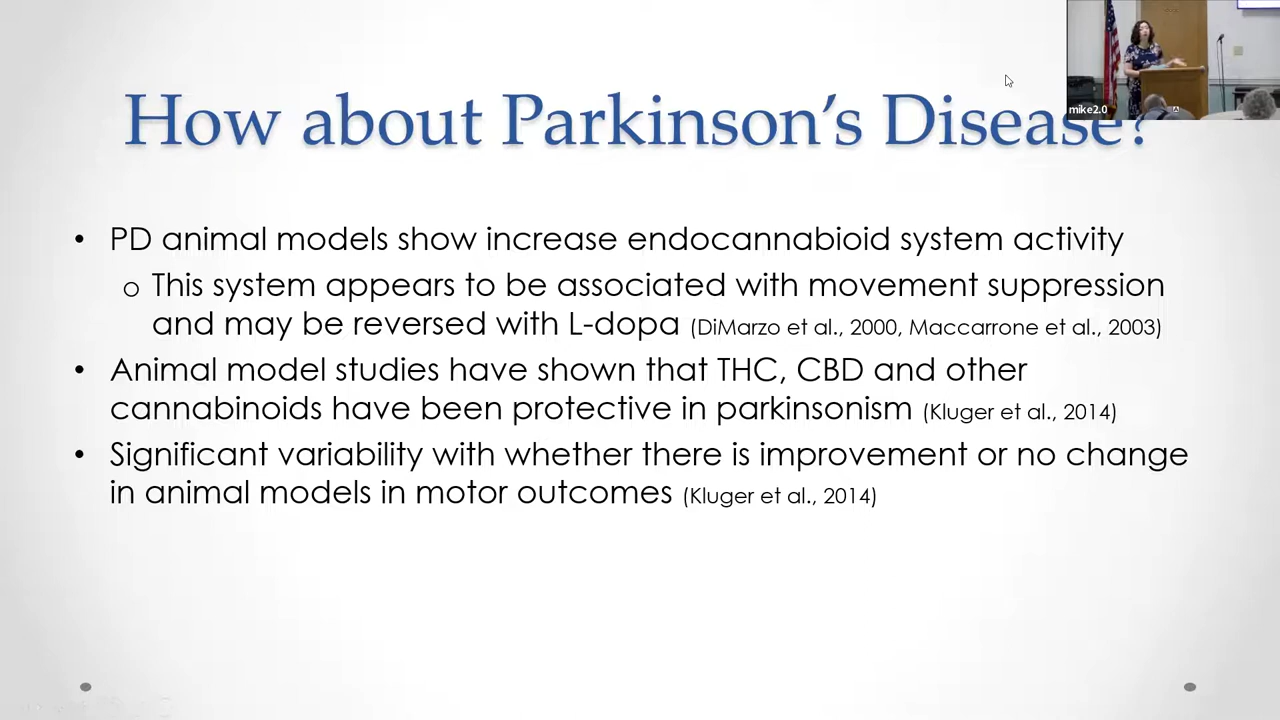 How about Parkinson's Disease?
mike2.0
• PD animal models show increase endocannabioid system activity
o This system appears to be associated with movement suppression
and may be reversed with L-dopa (DiMarzo et al., 2000, Maccarrone et al., 2003)
• Animal model studies have shown that THC, CBD and other
cannabinoids have been protective in parkinsonism (Kluger et al., 2014)
• Significant variability with whether there is improvement or no change
in animal models in motor outcomes (Kluger et al., 2014)